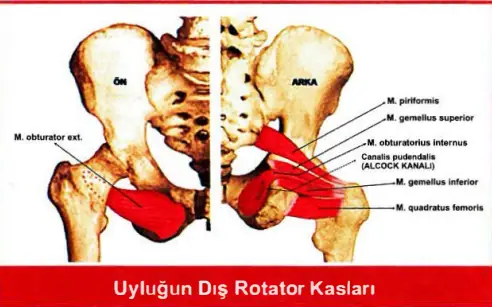 ÖN
ARKA
M. obturator ext.
M. piriformis
M. gemellus superior
M. obturatorius internus
Canalis pudendalis
(ALCOCK KANALI)
M. gemellus inferior
M. quadratus femoris
Uyluğun Dış Rotator Kasları